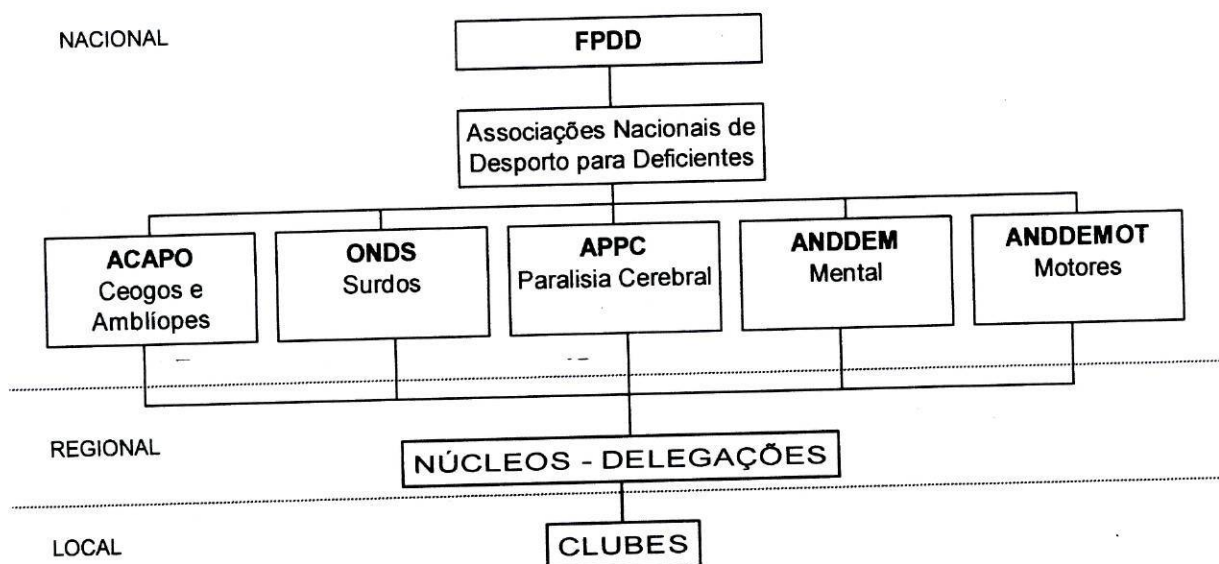 NACIONAL
FPDD
Associações Nacionais de
Desporto para Deficientes
ACAPO
Ceogos e
Amblíopes
ONDS
Surdos
APPC
Paralisia Cerebral
ANDDEM
Mental
ANDDEMOT
Motores
REGIONAL
NÚCLEOS - DELEGAÇÕES
LOCAL
CLUBES